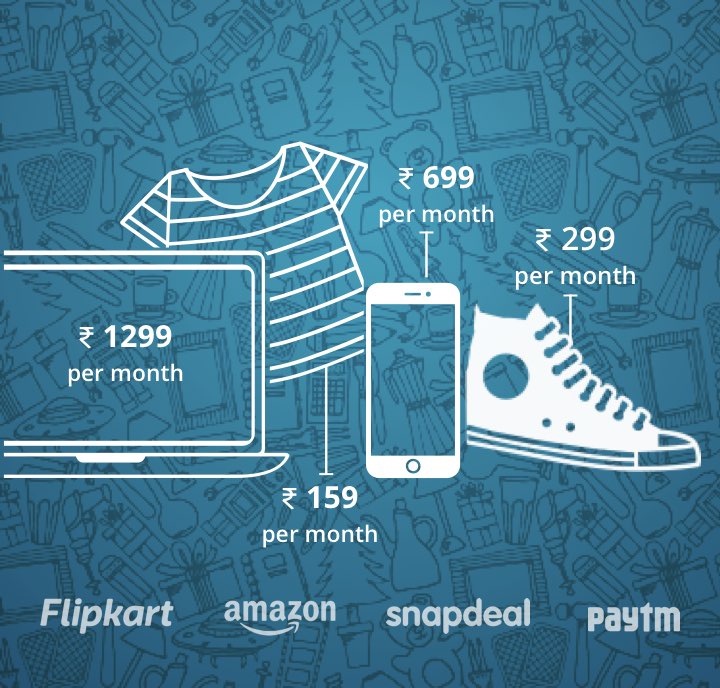 ₹ 699
per month
₹ 299
per month
₹ 1299
per month
₹ 159
per month
Flipkart
amazon
snapdeal
paytm